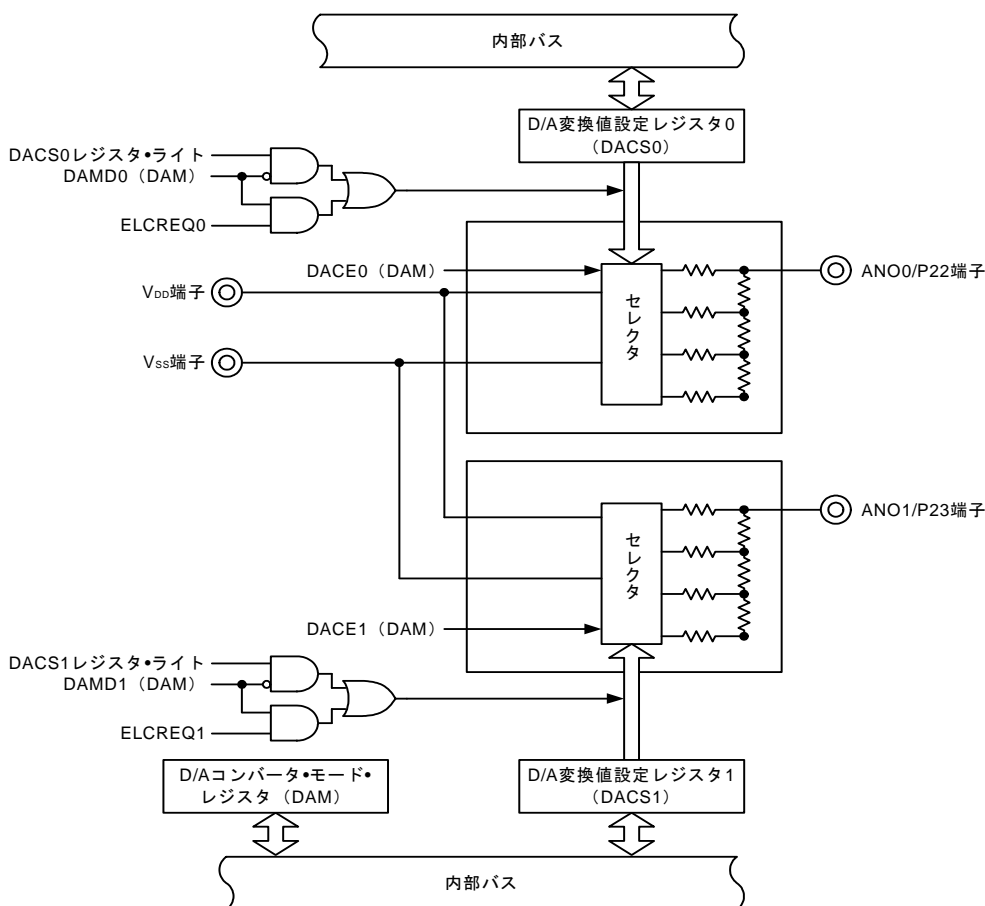 内部バス
D/A変換値設定レジスタ0
（DACS0）
DACS0レジスタ•ライト
DAMD0（DAM）
ELCREQ0
DACE0（DAM）
セレクタ
ANO0/P22端子
VDD端子
VSS端子
セレクタ
ANO1/P23端子
DACE1（DAM）
DACS1レジスタ•ライト
DAMD1（DAM）
ELCREQ1
D/Aコンバータ•モード•
レジスタ（DAM）
D/A変換値設定レジスタ1
（DACS1）
内部バス